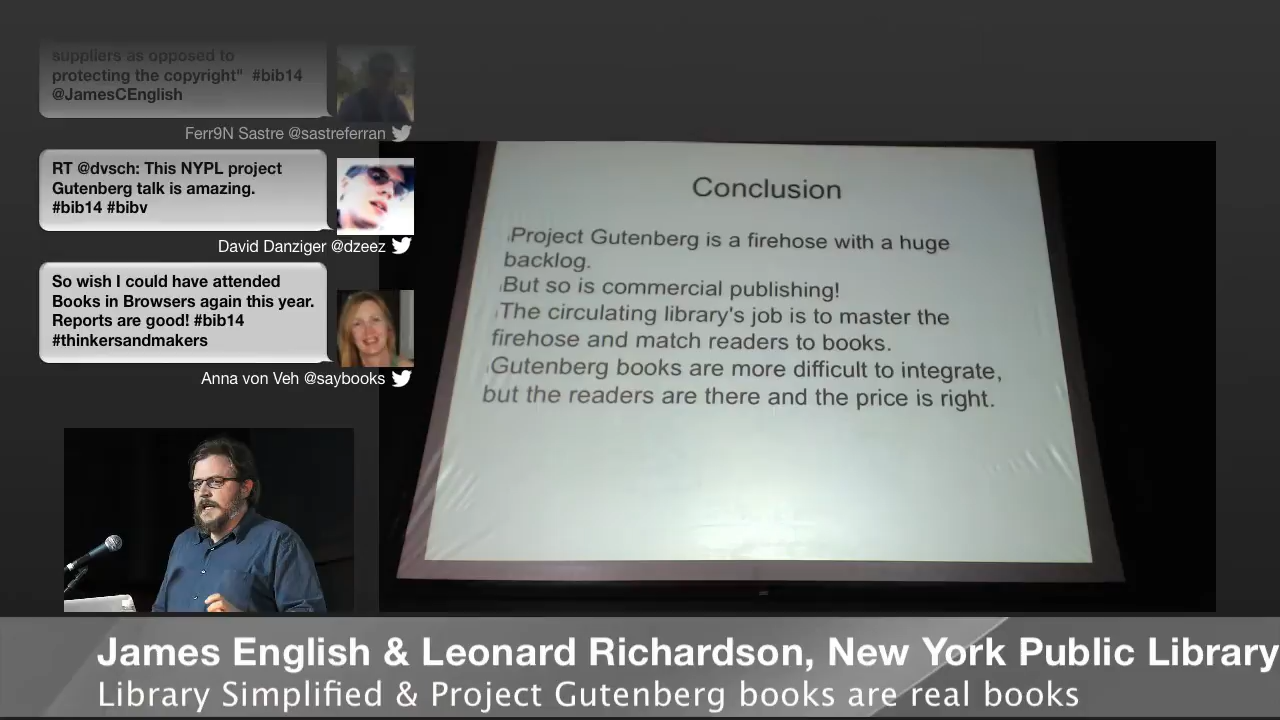 suppliers as opposed to
protecting the copyright" #bib14
@JamesCEnglish
Ferr9N Sastre @sastreferran
RT @dvsch: This NYPL project
Gutenberg talk is amazing.
#bib14 #bibv
David Danziger @dzeez
So wish I could have attended
Books in Browsers again this year.
Reports are good! #bib14
#thinkersandmakers
Anna von Veh @saybooks
Conclusion
Project Gutenberg is a firehose with a huge
backlog.
But so is commercial publishing!
The circulating library's job is to master the
firehose and match readers to books.
Gutenberg books are more difficult to integrate,
but the readers are there and the price is right.
James English & Leonard Richardson, New York Public Library
Library Simplified & Project Gutenberg books are real books